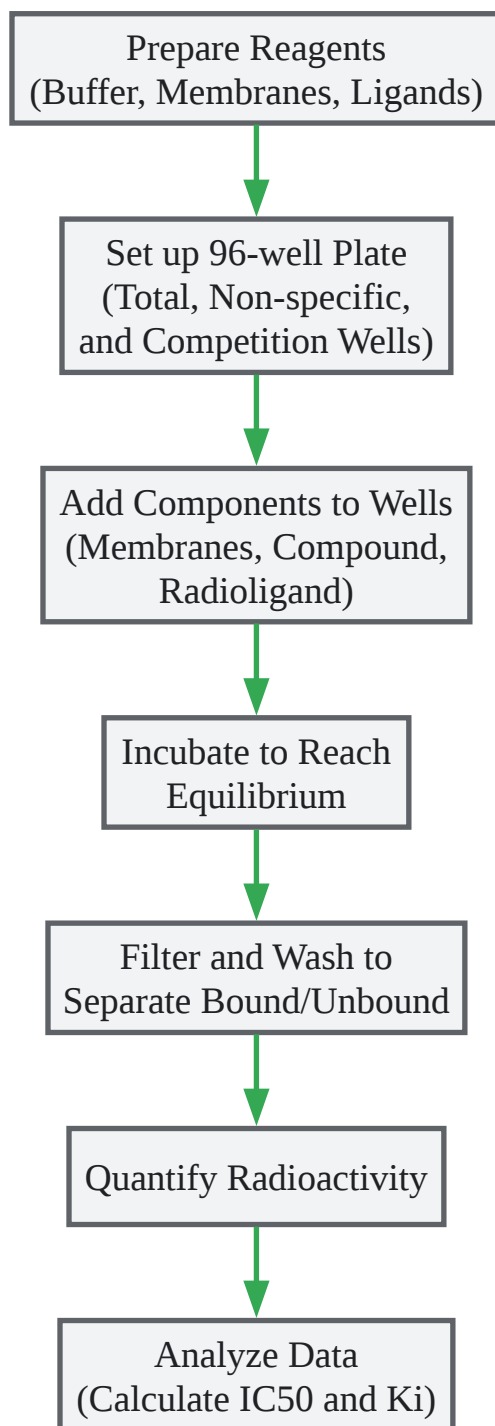 Prepare Reagents
(Buffer, Membranes, Ligands)
Set up 96-well Plate
(Total, Non-specific,
and Competition Wells)
Add Components to Wells
(Membranes, Compound,
Radioligand)
Incubate to Reach
Equilibrium
Filter and Wash to
Separate Bound/Unbound
Quantify Radioactivity
Analyze Data
(Calculate IC50 and Ki)